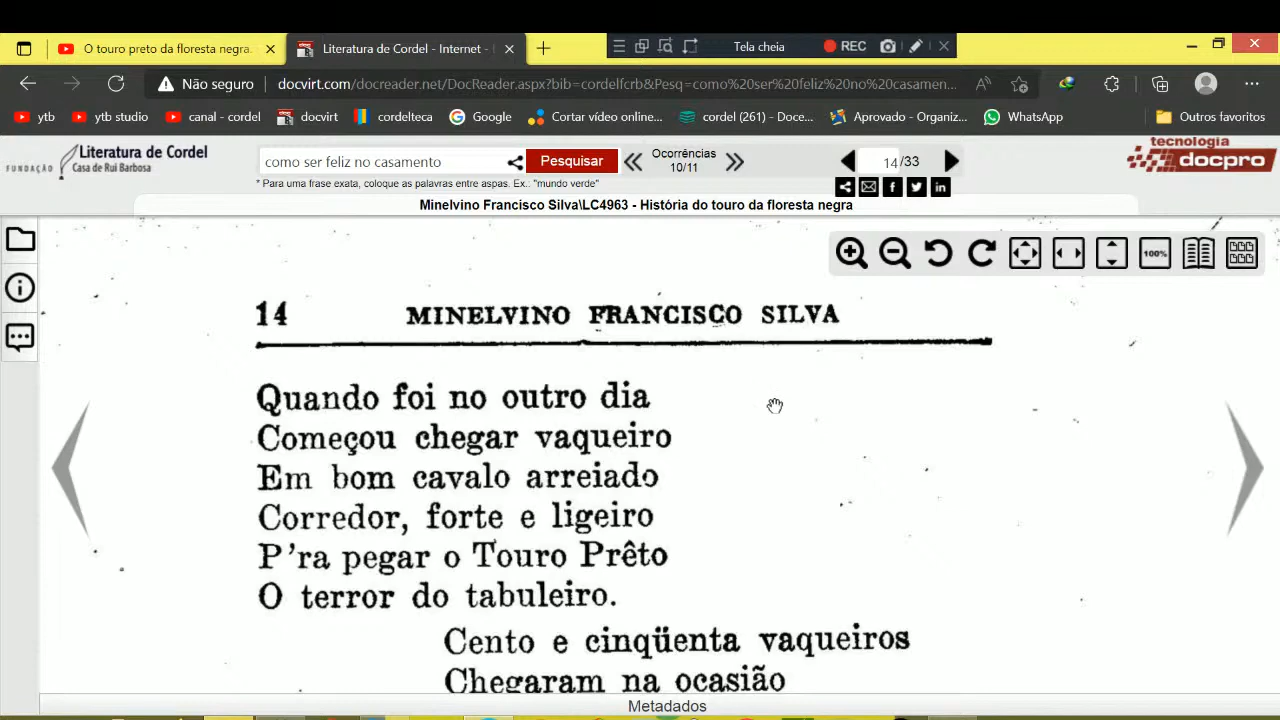 O touro preto da floresta negra.
Literatura de Cordel - Internet -
Tela cheia
REC
Não seguro
docvirt.com/docreader.net/DocReader.aspx?bib=cordelfcrb&Pesq=como%20ser%20feliz%20no%20casamen...
ytb
ytb studio
canal - cordel
docvirt
cordelteca
Google
Cortar vídeo online...
cordel (261) - Doce...
Aprovado - Organiz...
WhatsApp
Outros favoritos
FUNDAÇÃO
Literatura de Cordel
Casa de Rui Barbosa
como ser feliz no casamento
Pesquisar
Ocorrências
10/11
14 /33
tecnologia
docpro
* Para uma frase exata, coloque as palavras entre aspas. Ex.: "mundo verde"
Minelvino Francisco Silva\LC4963 - História do touro da floresta negra
100%
14 MINELVINO FRANCISCO SILVA
Quando foi no outro dia
Começou chegar vaqueiro
Em bom cavalo arreiado
Corredor, forte e ligeiro
P'ra pegar o Touro Prêto
O terror do tabuleiro.
Cento e cinqüenta vaqueiros
Chegaram na ocasião
Metadados